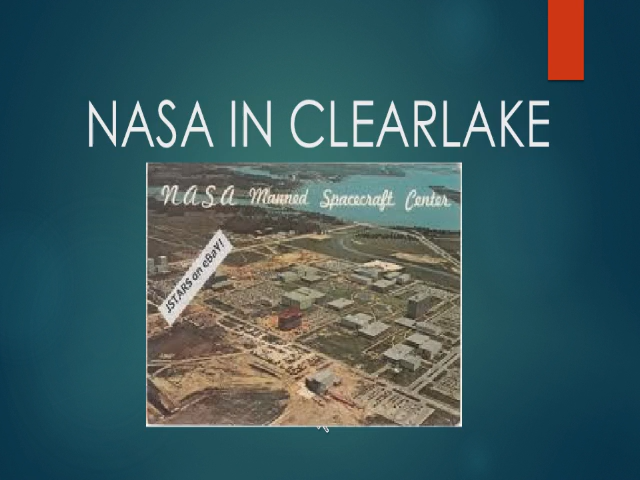 NASA IN CLEARLAKE
NASA Manned Spacecraft Center
JSTARS on eBaY!